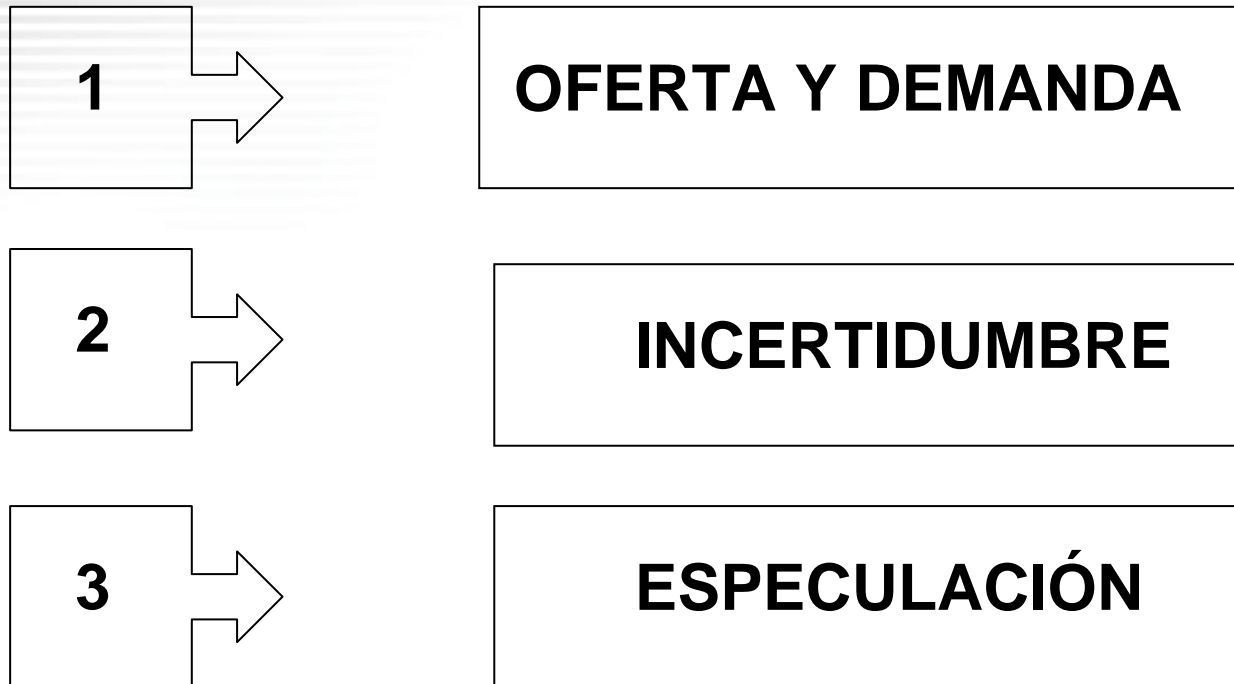 1
OFERTA Y DEMANDA
2
INCERTIDUMBRE
3
ESPECULACIÓN